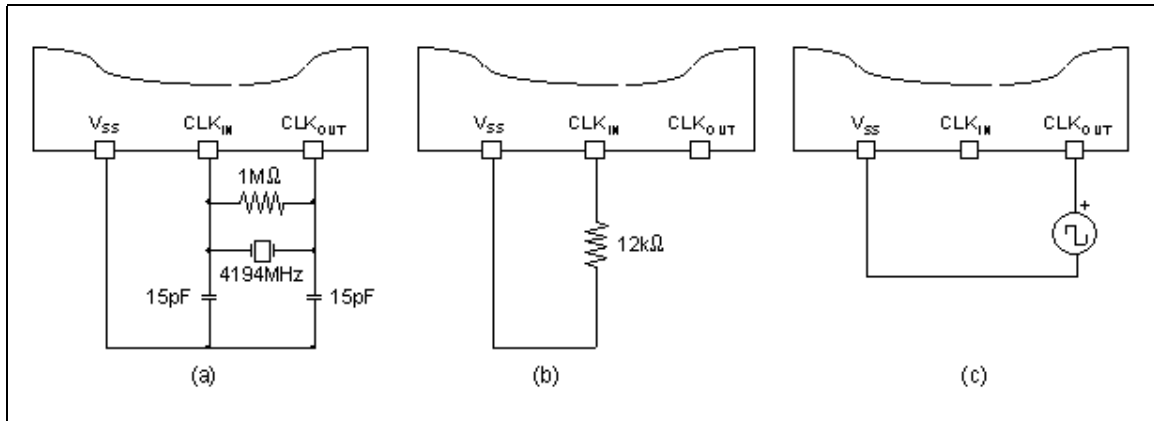 VSS CLKIN CLKOUT
1MΩ
4194MHz
15pF 15pF
(a)
VSS CLKIN CLKOUT
12kΩ
(b)
VSS CLKIN CLKOUT
+
(c)